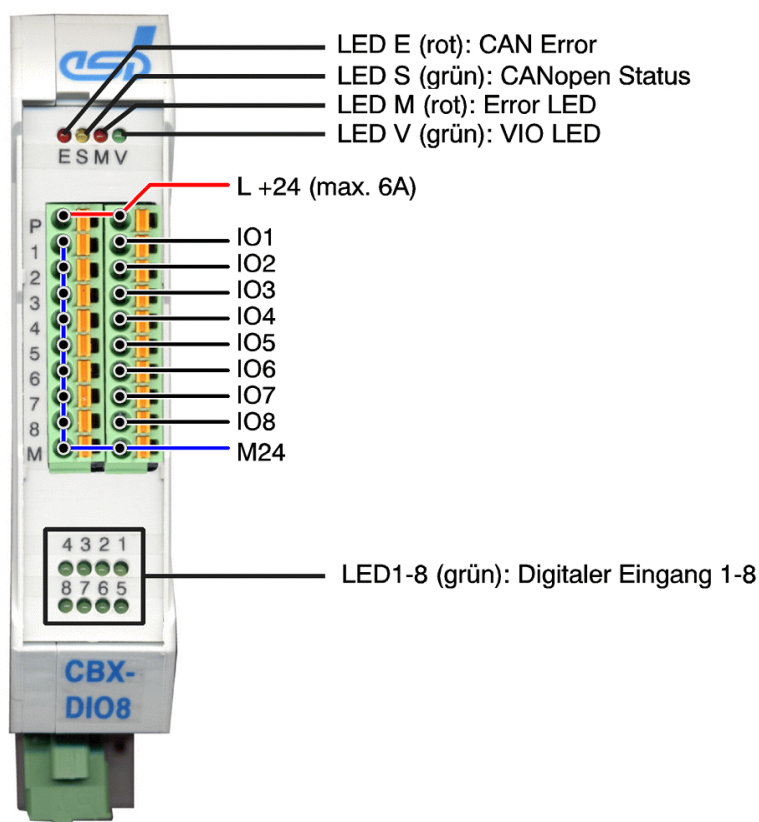 esd
LED E (rot): CAN Error
LED S (grün): CANopen Status
LED M (rot): Error LED
LED V (grün): VIO LED
E S M V
L +24 (max. 6A)
P
1 IO1
2 IO2
3 IO3
4 IO4
5 IO5
6 IO6
7 IO7
8 IO8
M M24
4 3 2 1
LED1-8 (grün): Digitaler Eingang 1-8
8 7 6 5
CBX-
DIO8